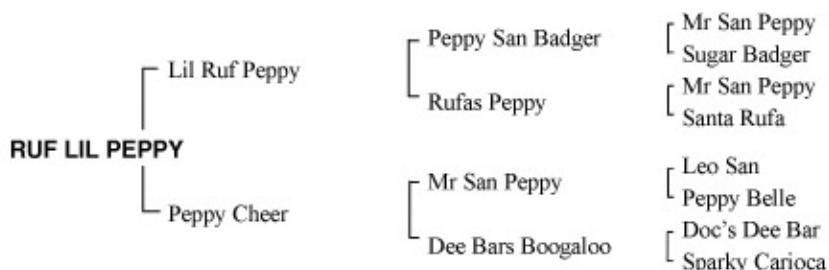 Mr San Peppy
Peppy San Badger
Sugar Badger
Lil Ruf Peppy
Mr San Peppy
Rufas Peppy
Santa Rufa
RUF LIL PEPPY
Leo San
Mr San Peppy
Peppy Belle
Peppy Cheer
Doc's Dee Bar
Dee Bars Boogaloo
Sparky Carioca